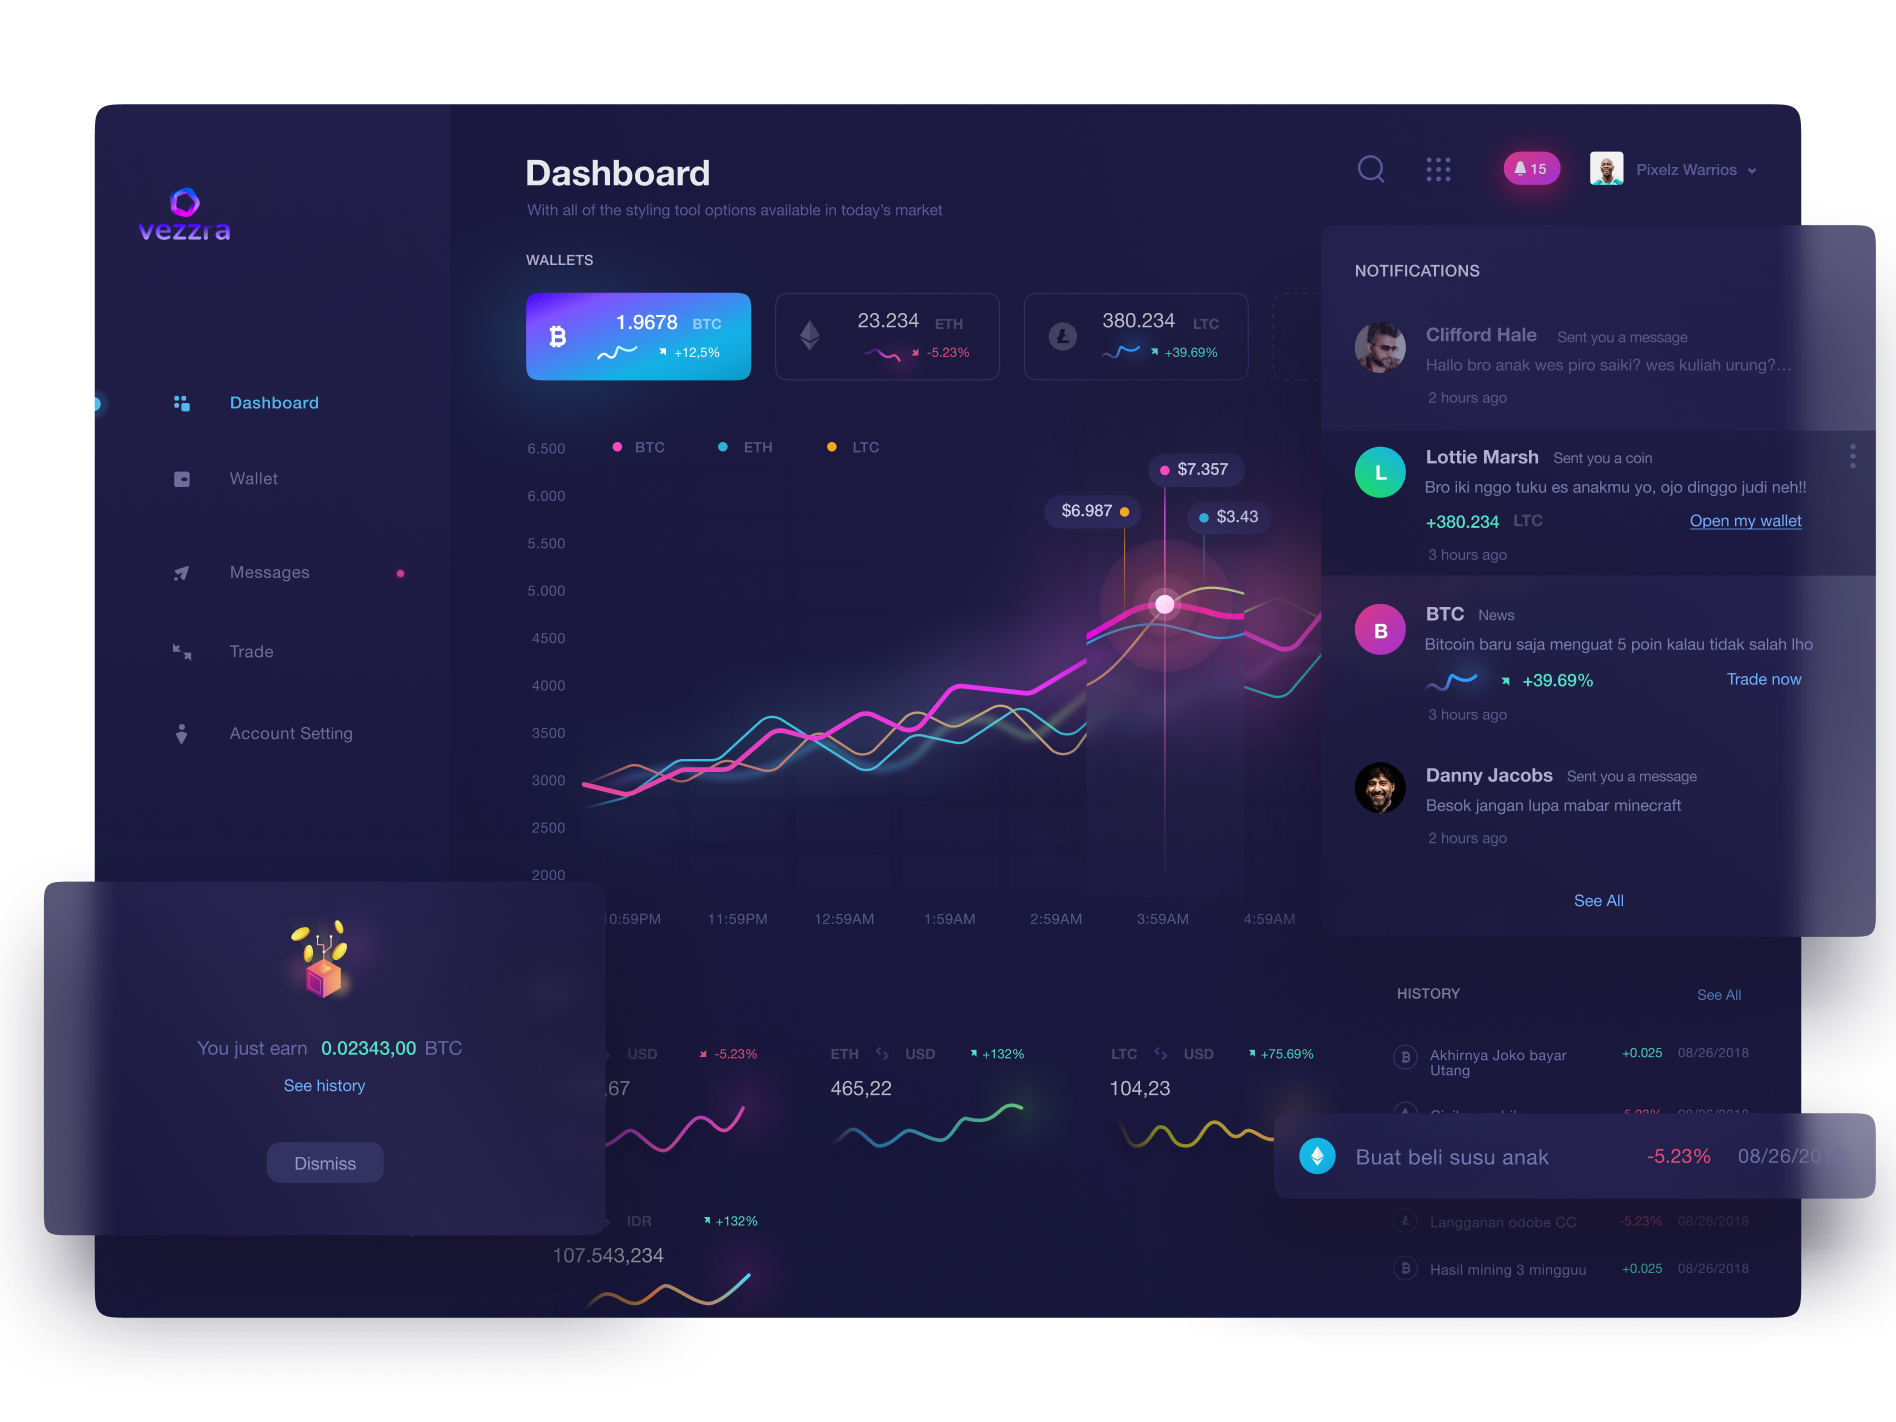 vezzra
Dashboard
With all of the styling tool options available in today's market
15
Pixelz Warrios
Dashboard
Wallet
Messages
Trade
Account Setting
WALLETS
1.9678 BTC
+12,5%
23.234 ETH
-5.23%
380.234 LTC
+39.69%
BTC ETH LTC
6.500
6.000
5.500
5.000
4500
4000
3500
3000
2500
2000
$7.357
$6.987
$3.43
10:59PM 11:59PM 12:59AM 1:59AM 2:59AM 3:59AM 4:59AM
NOTIFICATIONS
Clifford Hale Sent you a message
Hallo bro anak wes piro saiki? wes kuliah urung?...
2 hours ago
L
Lottie Marsh Sent you a coin
Bro iki nggo tuku es anakmu yo, ojo dinggo judi neh!!
+380.234 LTC Open my wallet
3 hours ago
B
BTC News
Bitcoin baru saja menguat 5 poin kalau tidak salah lho
+39.69% Trade now
3 hours ago
Danny Jacobs Sent you a message
Besok jangan lupa mabar minecraft
2 hours ago
See All
You just earn 0.02343,00 BTC
See history
Dismiss
USD -5.23%
,67
ETH USD +132%
465,22
LTC USD +75.69%
104,23
IDR +132%
107.543,234
HISTORY See All
Akhirnya Joko bayar
Utang
+0.025 08/26/2018
-5.23% 08/26/2018
Buat beli susu anak -5.23% 08/26/201
Langganan odobe CC -5.23% 08/26/2018
Hasil mining 3 mingguu +0.025 08/26/2018